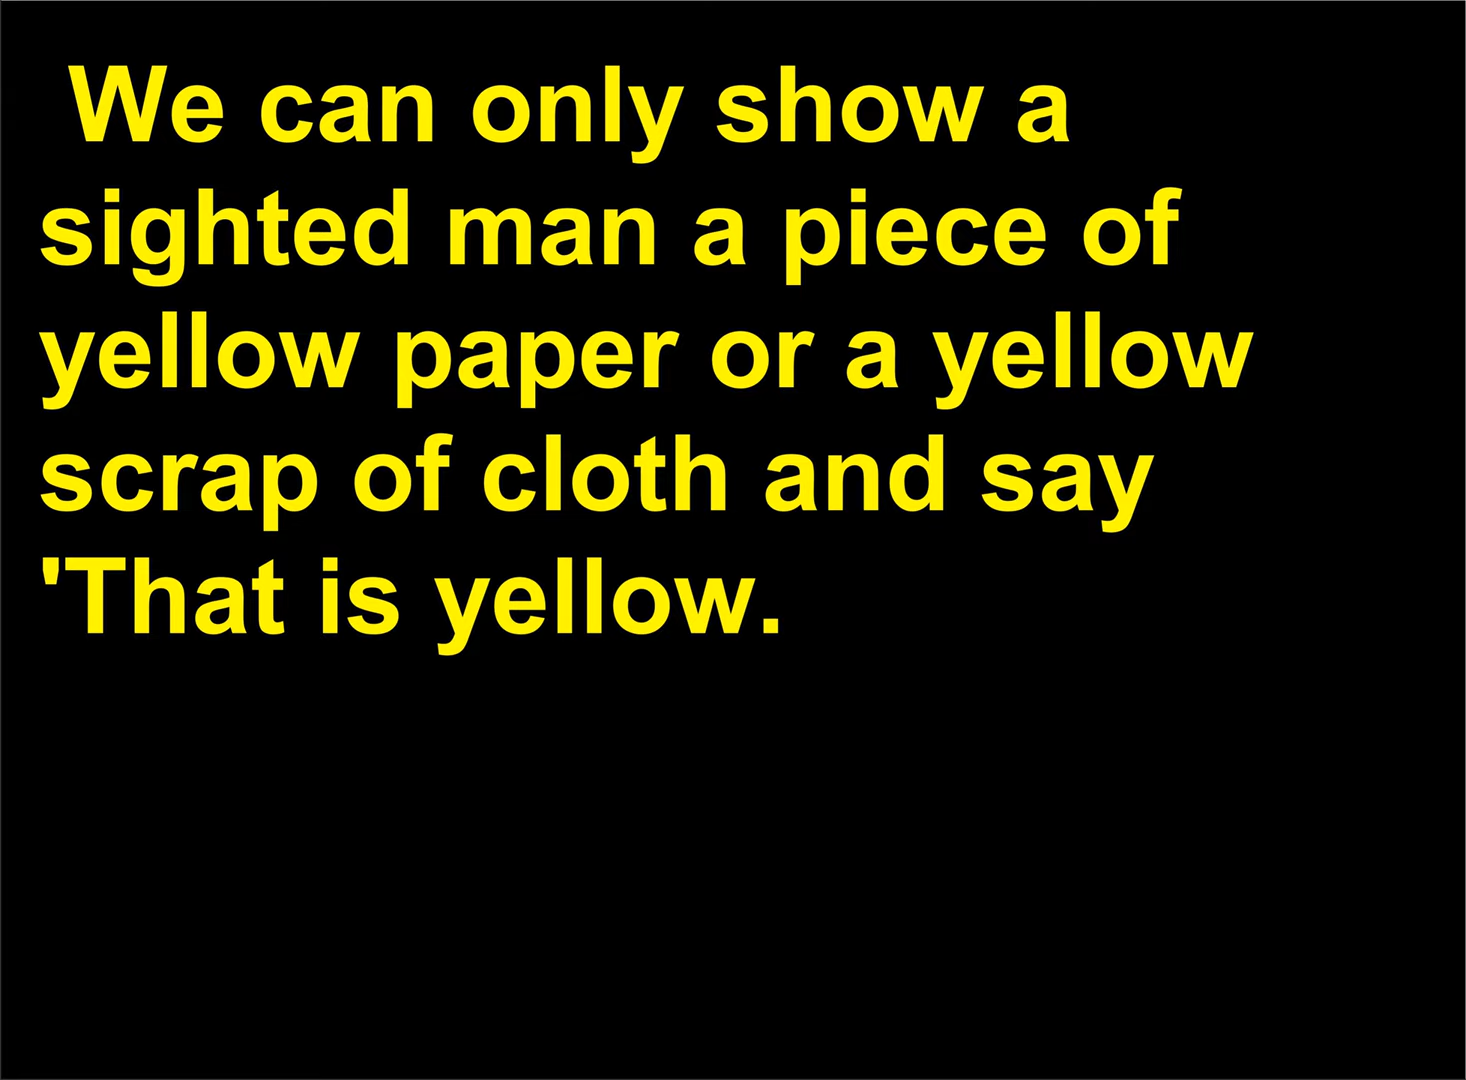 We can only show a
sighted man a piece of
yellow paper or a yellow
scrap of cloth and say
'That is yellow.